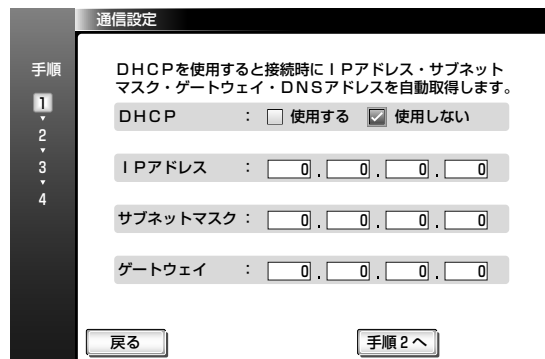 通信設定
手順
1
2
3
4
DHCPを使用すると接続時にIPアドレス・サブネット
マスク・ゲートウェイ・DNSアドレスを自動取得します。
DHCP : 使用する 使用しない
IPアドレス : 0 . 0 . 0 . 0
サブネットマスク : 0 . 0 . 0 . 0
ゲートウェイ : 0 . 0 . 0 . 0
戻る 手順2へ